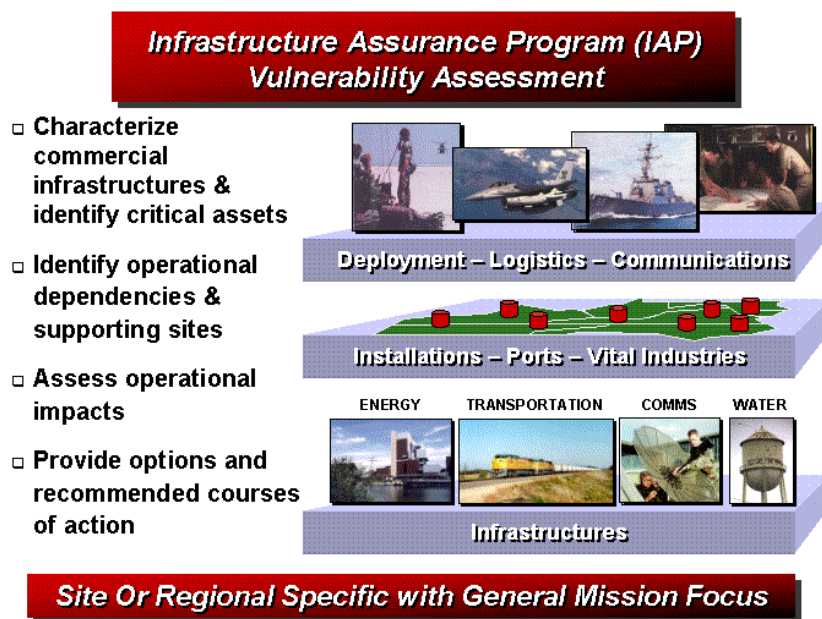 Infrastructure Assurance Program (IAP)
Vulnerability Assessment
□ Characterize
commercial
infrastructures &
identify critical assets
□ Identify operational
dependencies &
supporting sites
□ Assess operational
impacts
□ Provide options and
recommended courses
of action
Deployment – Logistics – Communications
Installations – Ports – Vital Industries
ENERGY TRANSPORTATION COMMS WATER
Infrastructures
Site Or Regional Specific with General Mission Focus